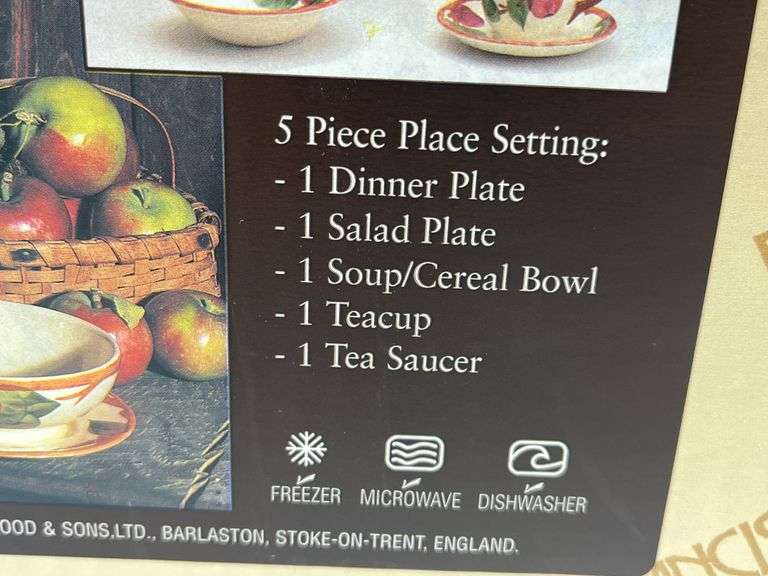 5 Piece Place Setting:
- 1 Dinner Plate
- 1 Salad Plate
- 1 Soup/Cereal Bowl
- 1 Teacup
- 1 Tea Saucer
FREEZER MICROWAVE DISHWASHER
OOD & SONS,LTD., BARLASTON, STOKE-ON-TRENT, ENGLAND.